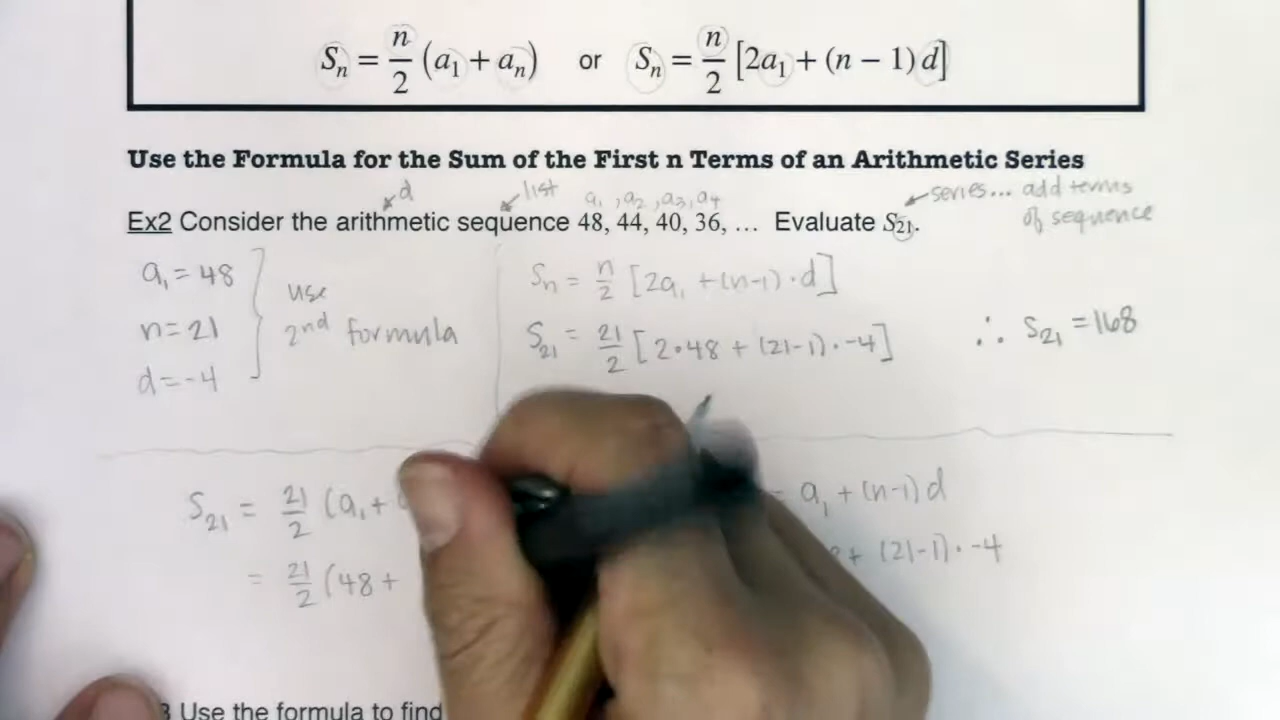 Sₙ = n/2 (a₁ + aₙ) or Sₙ = n/2 [2a₁ + (n − 1) d]
Use the Formula for the Sum of the First n Terms of an Arithmetic Series
d list a₁, a₂, a₃, a₄ series... add terms of sequence
Ex2 Consider the arithmetic sequence 48, 44, 40, 36, … Evaluate S₂₁.
a₁ = 48
n = 21
d = -4
use
2nd formula
Sₙ = n/2 [2a₁ + (n-1) · d]
S₂₁ = 21/2 [2 • 48 + (21-1) · -4]
∴ S₂₁ = 168
S₂₁ = 21/2 (a₁ +
= 21/2 (48 +
a₁ + (n-1) d
+ (21-1) · -4
3 Use the formula to find